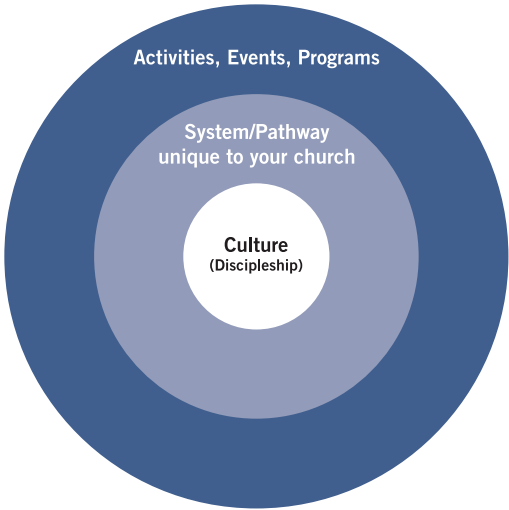 Activities, Events, Programs
System/Pathway
unique to your church
Culture
(Discipleship)